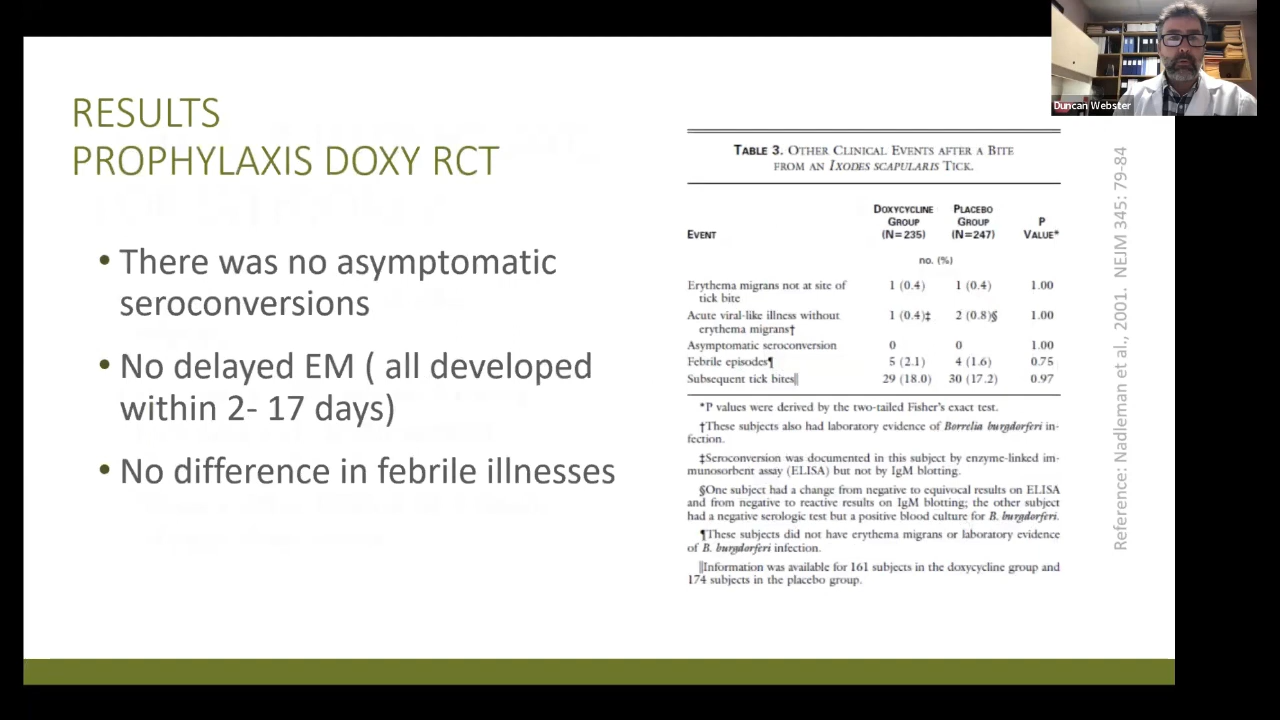 RESULTS
PROPHYLAXIS DOXY RCT
• There was no asymptomatic
seroconversions
• No delayed EM ( all developed
within 2- 17 days)
• No difference in febrile illnesses
TABLE 3. OTHER CLINICAL EVENTS AFTER A BITE
FROM AN IXODES SCAPULARIS TICK.
EVENT DOXYCYCLINE GROUP (N=235) PLACEBO GROUP (N=247) P VALUE*
no. (%)
Erythema migrans not at site of 1 (0.4) 1 (0.4) 1.00
tick bite
Acute viral-like illness without 1 (0.4)‡ 2 (0.8)§ 1.00
erythema migrans†
Asymptomatic seroconversion 0 0 1.00
Febrile episodes¶ 5 (2.1) 4 (1.6) 0.75
Subsequent tick bites‖ 29 (18.0) 30 (17.2) 0.97
*P values were derived by the two-tailed Fisher's exact test.
†These subjects also had laboratory evidence of Borrelia burgdorferi in-
fection.
‡Seroconversion was documented in this subject by enzyme-linked im-
munosorbent assay (ELISA) but not by IgM blotting.
§One subject had a change from negative to equivocal results on ELISA
and from negative to reactive results on IgM blotting; the other subject
had a negative serologic test but a positive blood culture for B. burgdorferi.
¶These subjects did not have erythema migrans or laboratory evidence
of B. burgdorferi infection.
‖Information was available for 161 subjects in the doxycycline group and
174 subjects in the placebo group.
Reference: Nadleman et al., 2001. NEJM 345: 79-84
Duncan Webster